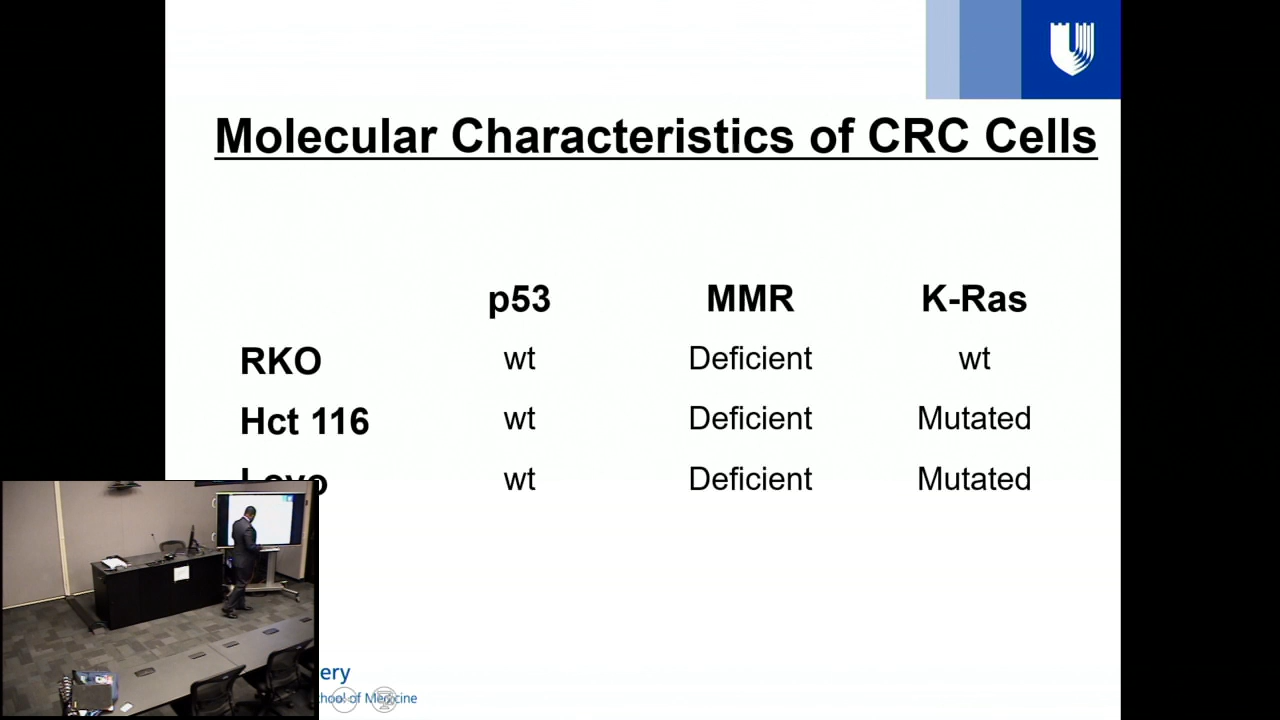 Molecular Characteristics of CRC Cells
p53 MMR K-Ras
RKO wt Deficient wt
Hct 116 wt Deficient Mutated
wt Deficient Mutated
ery
of Medicine